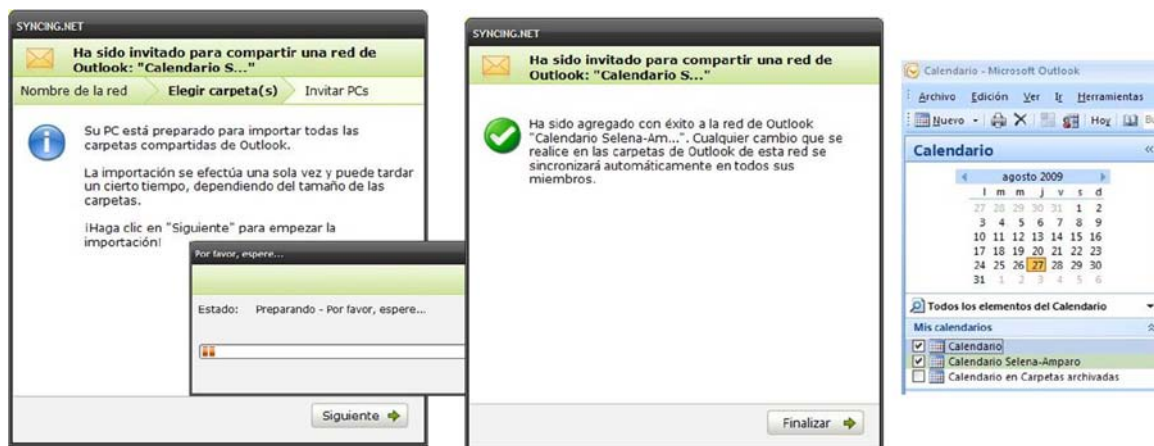 SYNCING.NET
Ha sido invitado para compartir una red de
Outlook: "Calendario S..."
Nombre de la red
Elegir carpeta(s)
Invitar PCs
Su PC está preparado para importar todas las
carpetas compartidas de Outlook.
La importación se efectúa una sola vez y puede tardar
un cierto tiempo, dependiendo del tamaño de las
carpetas.
¡Haga clic en "Siguiente" para empezar la
importación!
Por favor, espere...
Estado: Preparando - Por favor, espere...
Siguiente
SYNCING.NET
Ha sido invitado para compartir una red de
Outlook: "Calendario S..."
Ha sido agregado con éxito a la red de Outlook
"Calendario Selena-Am...". Cualquier cambio que se
realice en las carpetas de Outlook de esta red se
sincronizará automáticamente en todos sus
miembros.
Finalizar
Calendario - Microsoft Outlook
Archivo Edición Ver Ir Herramientas
Nuevo Hoy
Calendario
agosto 2009
l m m j v s d
27 28 29 30 31 1 2
3 4 5 6 7 8 9
10 11 12 13 14 15 16
17 18 19 20 21 22 23
24 25 26 27 28 29 30
31 1 2 3 4 5 6
Todos los elementos del Calendario
Mis calendarios
Calendario
Calendario Selena-Amparo
Calendario en Carpetas archivadas